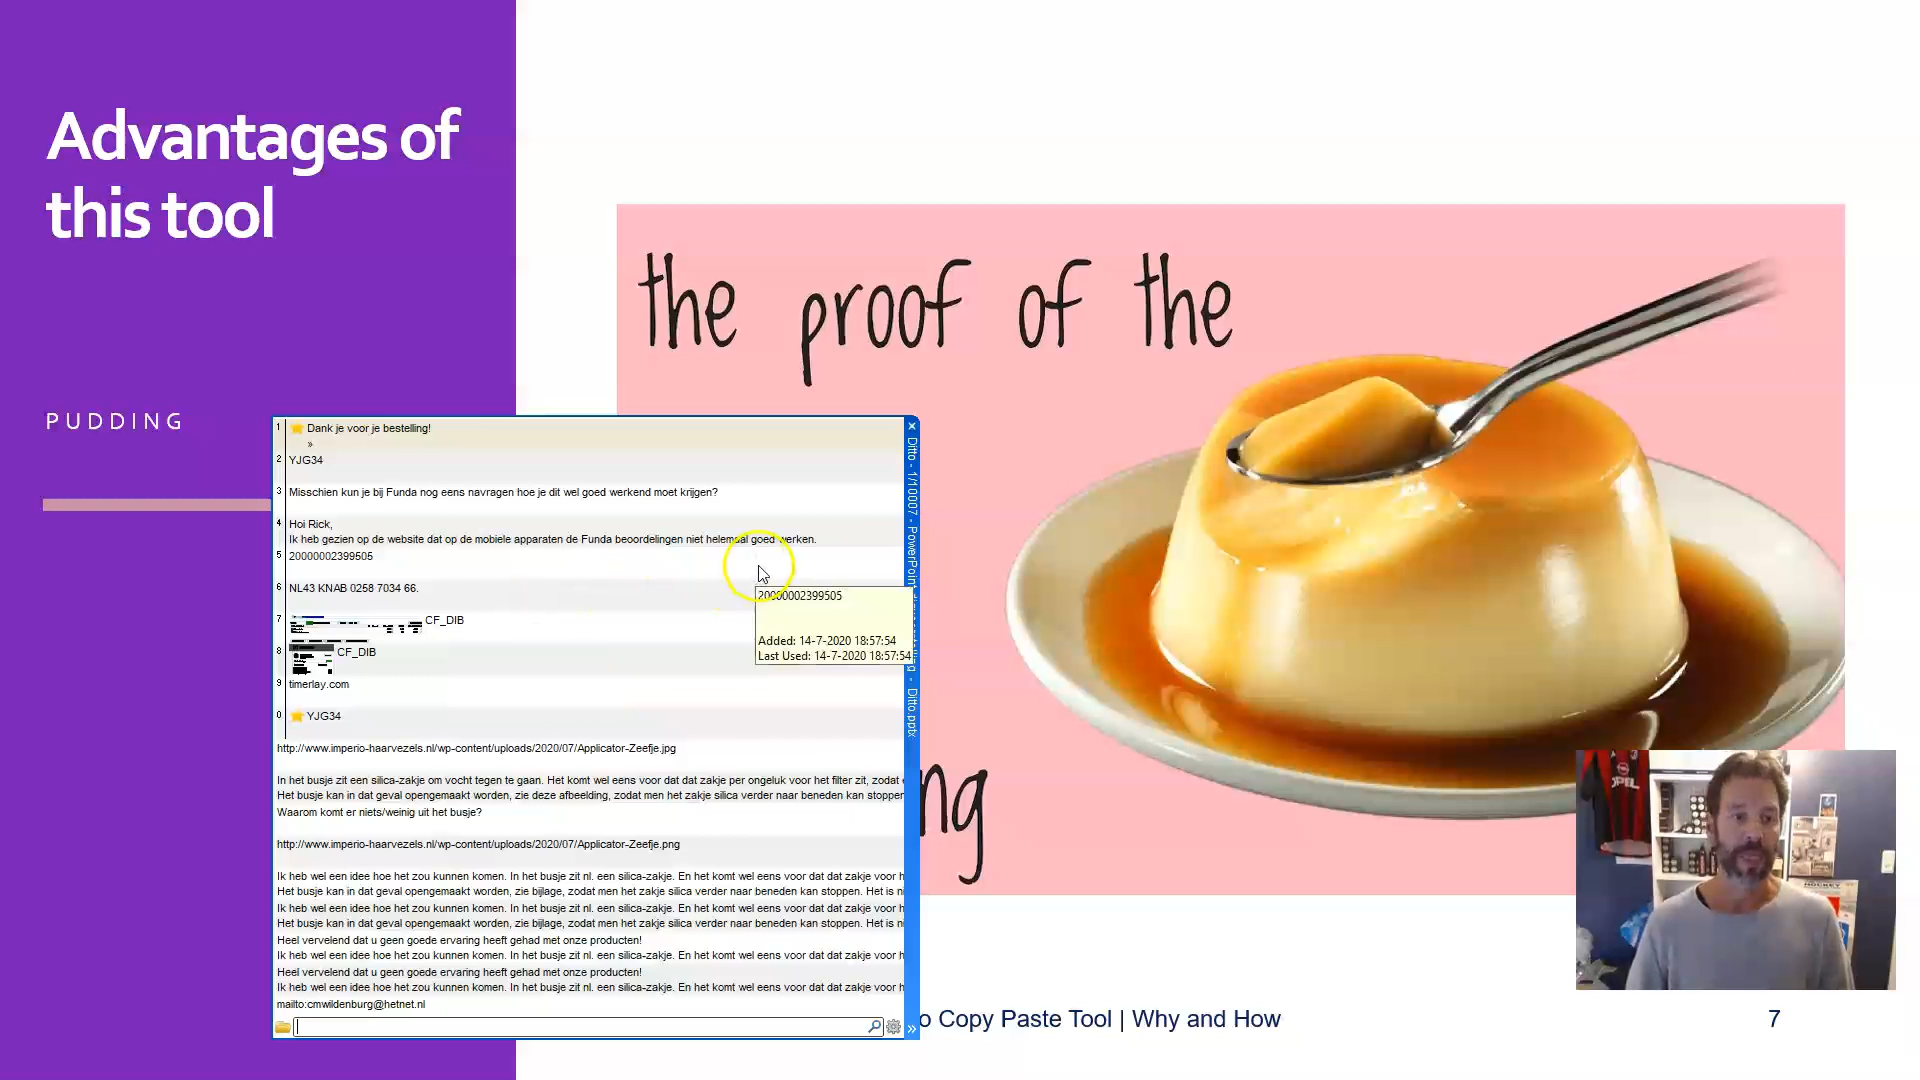 Advantages of
this tool
PUDDING
the proof of the
ng
1 Dank je voor je bestelling!
»
2 YJG34
3 Misschien kun je bij Funda nog eens navragen hoe je dit wel goed werkend moet krijgen?
4 Hoi Rick,
Ik heb gezien op de website dat op de mobiele apparaten de Funda beoordelingen niet helemaal goed werken.
5 20000002399505
6 NL43 KNAB 0258 7034 66.
7 CF_DIB
8 CF_DIB
9 timerlay.com
0 YJG34
http://www.imperio-haarvezels.nl/wp-content/uploads/2020/07/Applicator-Zeefje.jpg
In het busje zit een silica-zakje om vocht tegen te gaan. Het komt wel eens voor dat dat zakje per ongeluk voor het filter zit, zodat
Het busje kan in dat geval opengemaakt worden, zie deze afbeelding, zodat men het zakje silica verder naar beneden kan stoppen
Waarom komt er niets/weinig uit het busje?
http://www.imperio-haarvezels.nl/wp-content/uploads/2020/07/Applicator-Zeefje.png
Ik heb wel een idee hoe het zou kunnen komen. In het busje zit nl. een silica-zakje. En het komt wel eens voor dat dat zakje voor h
Het busje kan in dat geval opengemaakt worden, zie bijlage, zodat men het zakje silica verder naar beneden kan stoppen. Het is ni
Ik heb wel een idee hoe het zou kunnen komen. In het busje zit nl. een silica-zakje. En het komt wel eens voor dat dat zakje voor h
Het busje kan in dat geval opengemaakt worden, zie bijlage, zodat men het zakje silica verder naar beneden kan stoppen. Het is ni
Heel vervelend dat u geen goede ervaring heeft gehad met onze producten!
Ik heb wel een idee hoe het zou kunnen komen. In het busje zit nl. een silica-zakje. En het komt wel eens voor dat dat zakje voor h
Heel vervelend dat u geen goede ervaring heeft gehad met onze producten!
Ik heb wel een idee hoe het zou kunnen komen. In het busje zit nl. een silica-zakje. En het komt wel eens voor dat dat zakje voor h
mailto:cmwildenburg@hetnet.nl
20000002399505
Added: 14-7-2020 18:57:54
Last Used: 14-7-2020 18:57:54
Ditto - 1/10007 - PowerPoint - Ditto.pptx
OPEL
o Copy Paste Tool | Why and How
7